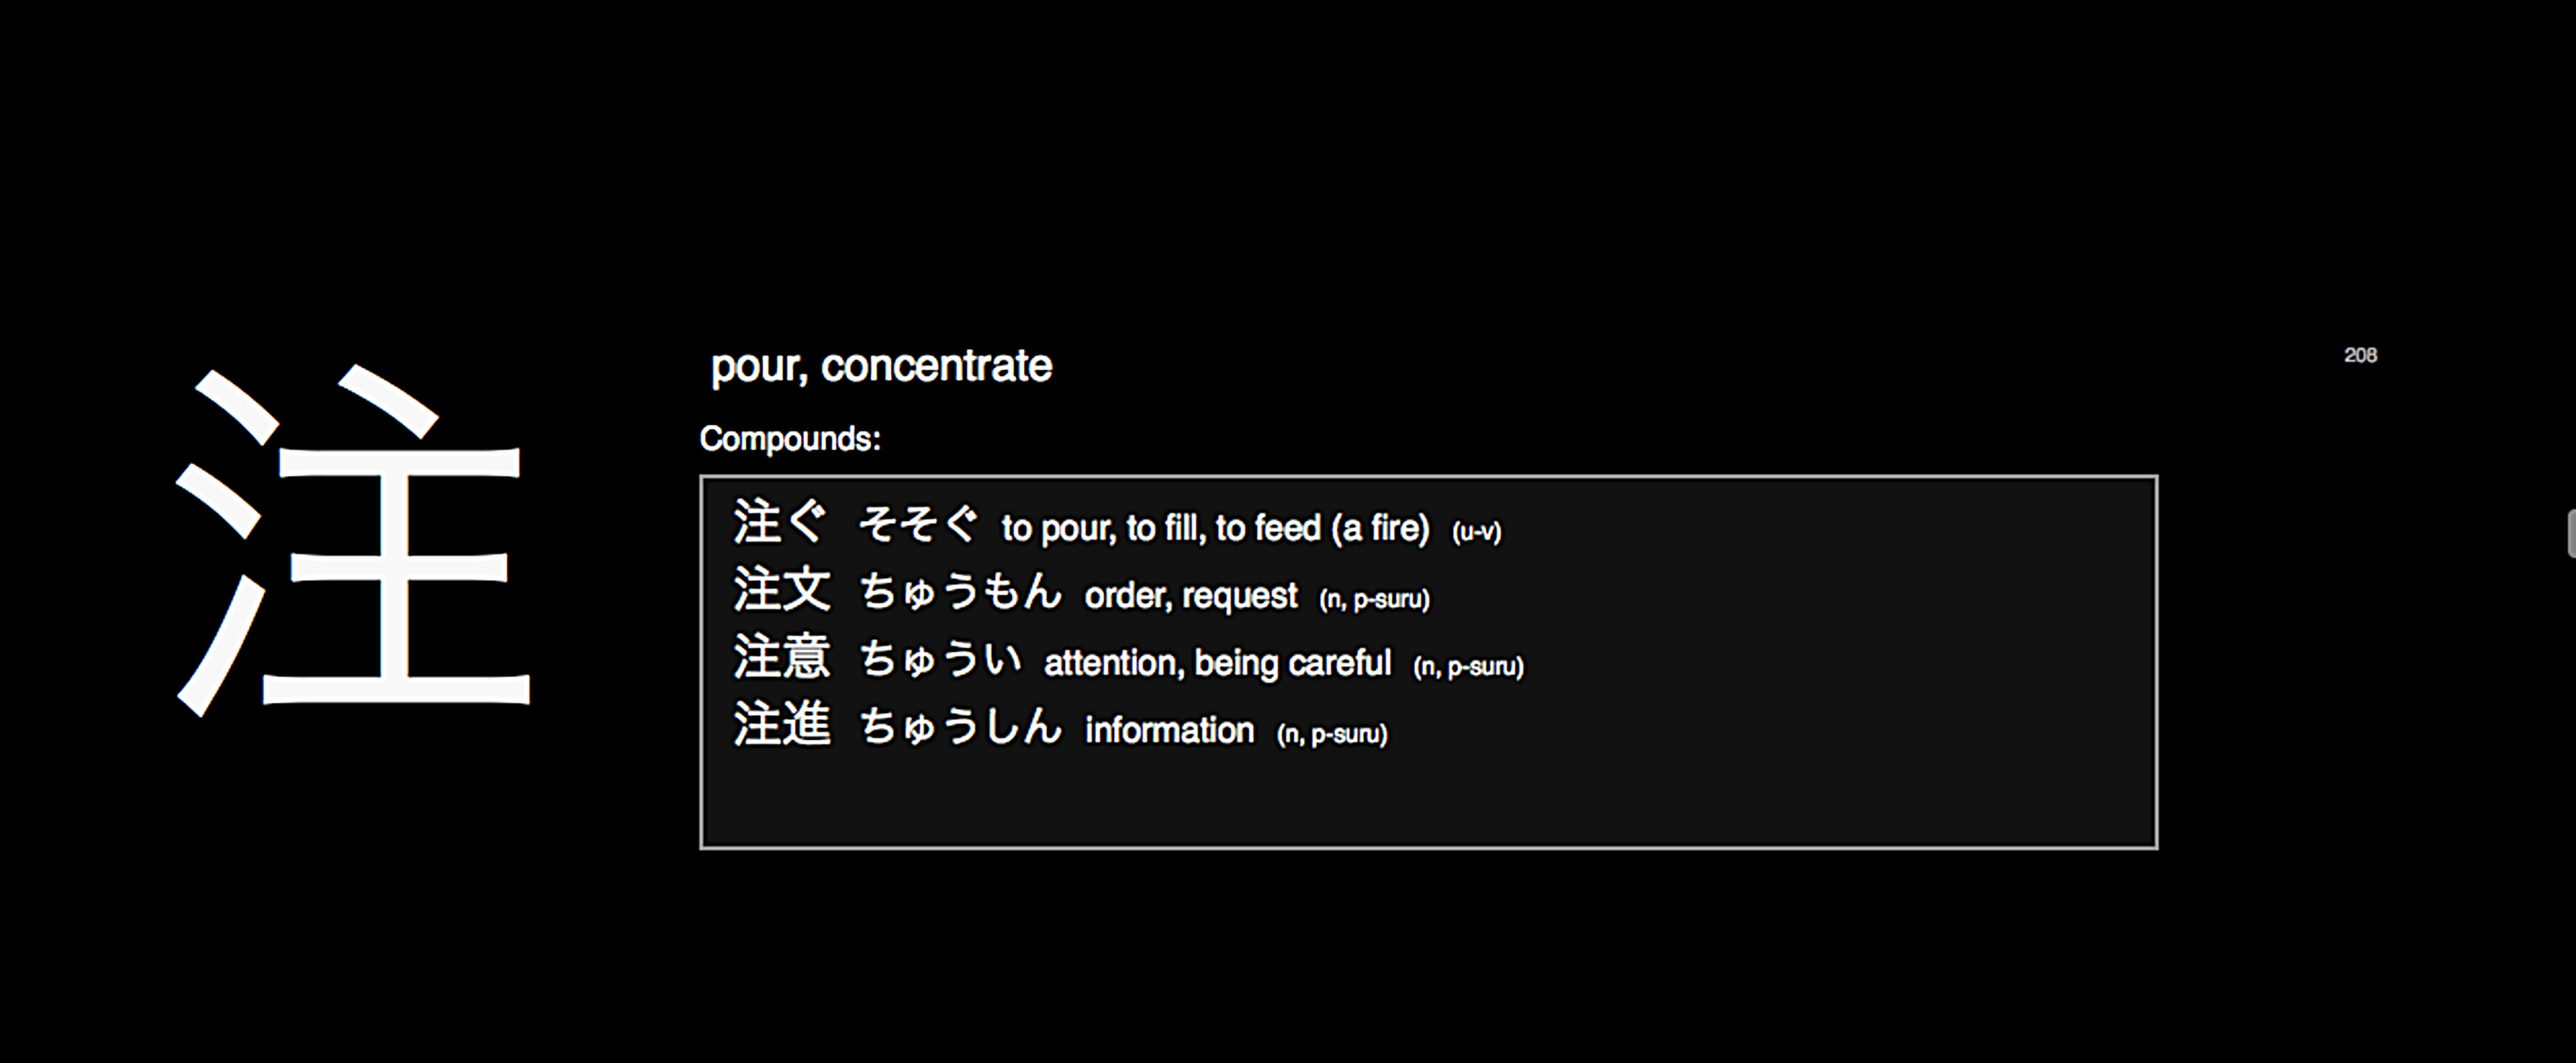 注
pour, concentrate
208
Compounds:
注ぐ そそぐ to pour, to fill, to feed (a fire) (u-v)
注文 ちゅうもん order, request (n, p-suru)
注意 ちゅうい attention, being careful (n, p-suru)
注進 ちゅうしん information (n, p-suru)